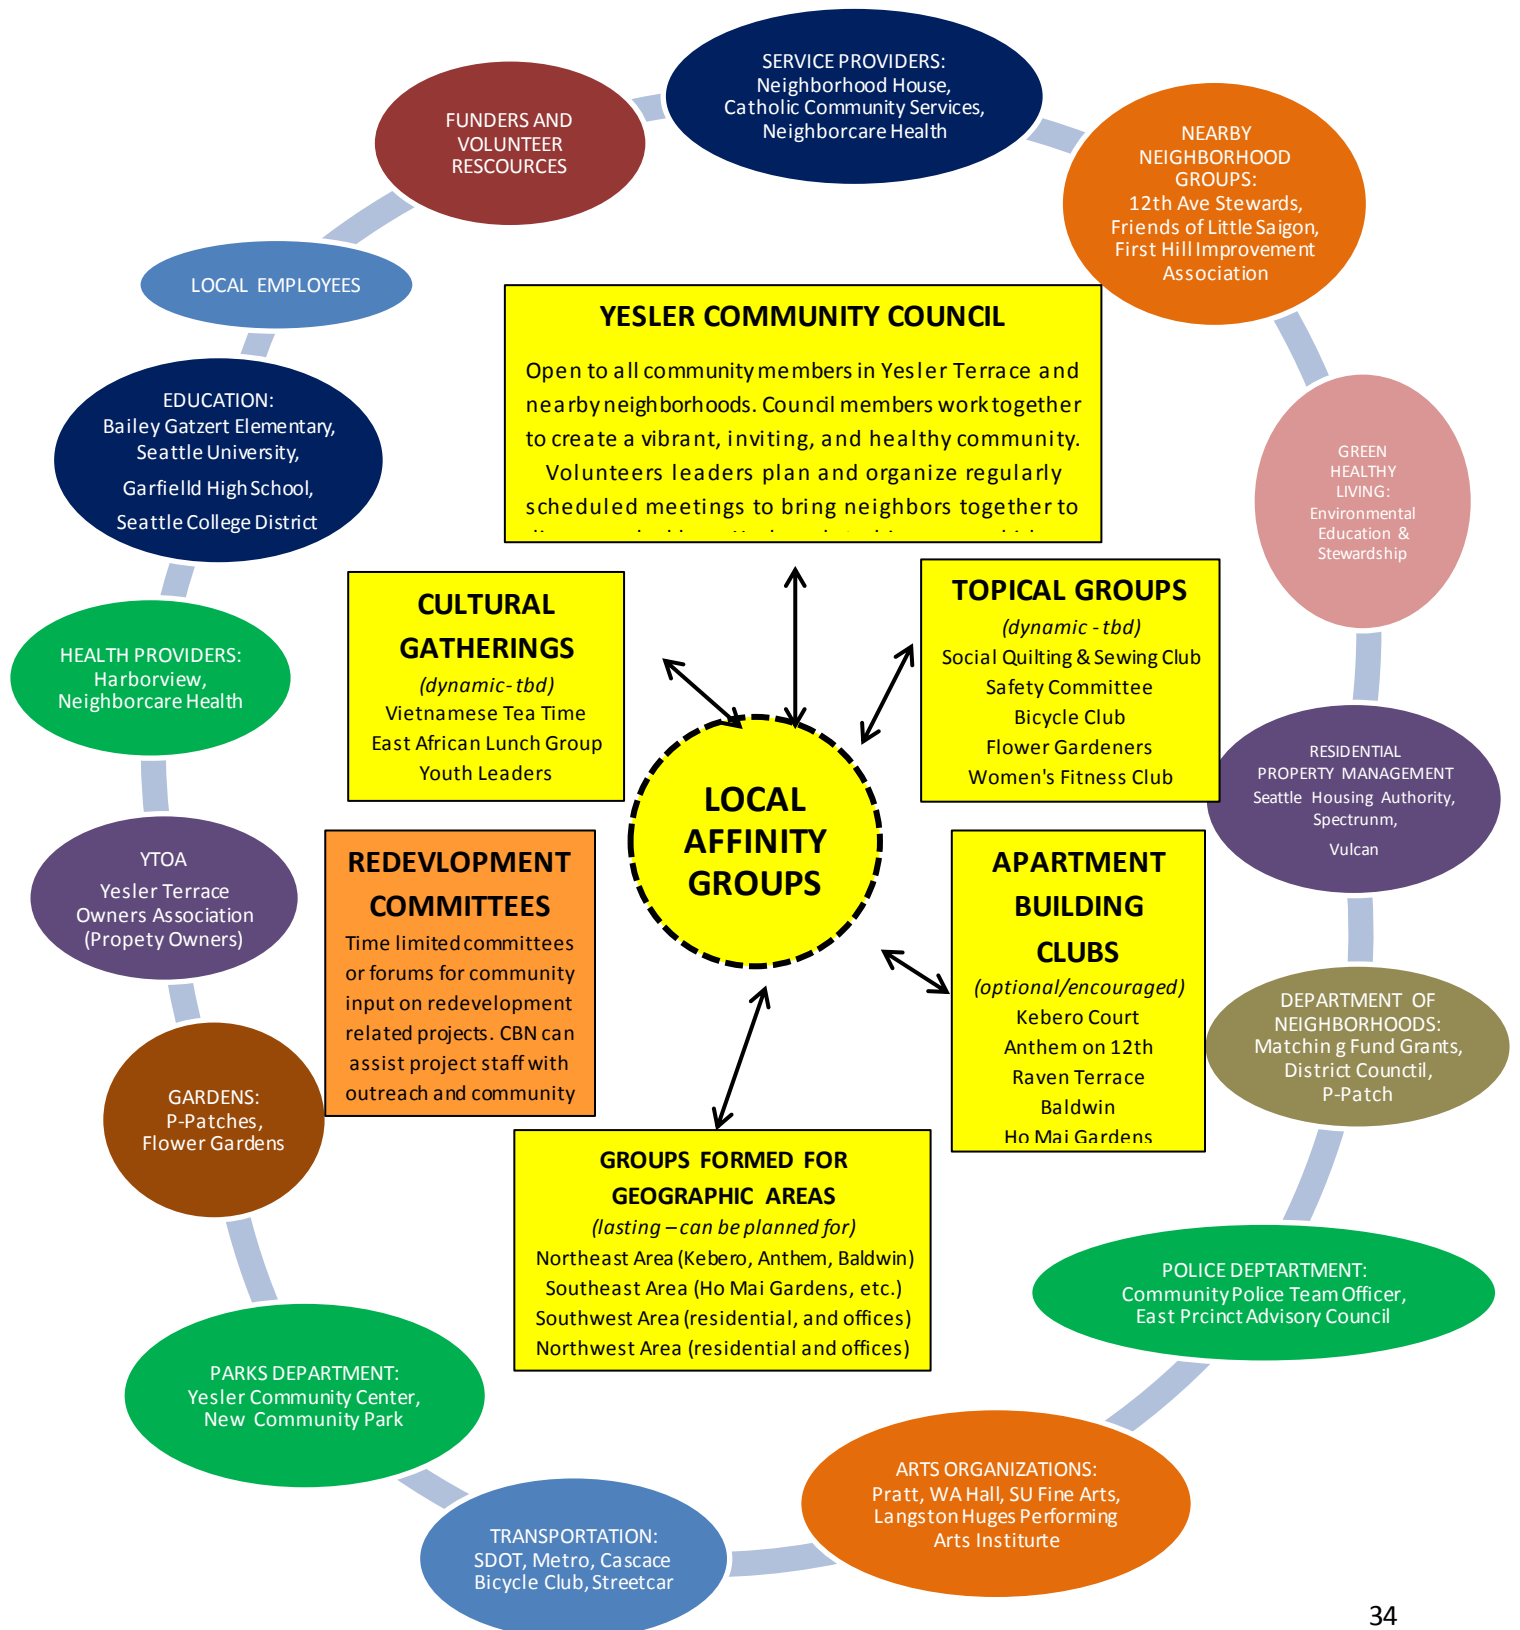 SERVICE PROVIDERS:
Neighborhood House,
Catholic Community Services,
Neighborcare Health
FUNDERS AND
VOLUNTEER
RESCOURCES
NEARBY
NEIGHBORHOOD
GROUPS:
12th Ave Stewards,
Friends of Little Saigon,
First Hill Improvement
Association
LOCAL EMPLOYEES
YESLER COMMUNITY COUNCIL
Open to all community members in Yesler Terrace and
nearby neighborhoods. Council members work together
to create a vibrant, inviting, and healthy community.
Volunteers leaders plan and organize regularly
scheduled meetings to bring neighbors together to
EDUCATION:
Bailey Gatzert Elementary,
Seattle University,
Garfielld High School,
Seattle College District
GREEN
HEALTHY
LIVING:
Environmental
Education &
Stewardship
CULTURAL
GATHERINGS
(dynamic- tbd)
Vietnamese Tea Time
East African Lunch Group
Youth Leaders
TOPICAL GROUPS
(dynamic - tbd)
Social Quilting & Sewing Club
Safety Committee
Bicycle Club
Flower Gardeners
Women's Fitness Club
HEALTH PROVIDERS:
Harborview,
Neighborcare Health
RESIDENTIAL
PROPERTY MANAGEMENT
Seattle Housing Authority,
Spectrunm,
Vulcan
LOCAL
AFFINITY
GROUPS
YTOA
Yesler Terrace
Owners Association
(Propety Owners)
REDEVLOPMENT
COMMITTEES
Time limited committees
or forums for community
input on redevelopment
related projects. CBN can
assist project staff with
outreach and community
APARTMENT
BUILDING
CLUBS
(optional/encouraged)
Kebero Court
Anthem on 12th
Raven Terrace
Baldwin
Ho Mai Gardens
DEPARTMENT OF
NEIGHBORHOODS:
Matchin g Fund Grants,
District Counctil,
P-Patch
GARDENS:
P-Patches,
Flower Gardens
GROUPS FORMED FOR
GEOGRAPHIC AREAS
(lasting – can be planned for)
Northeast Area (Kebero, Anthem, Baldwin)
Southeast Area (Ho Mai Gardens, etc.)
Southwest Area (residential, and offices)
Northwest Area (residential and offices)
POLICE DEPTARTMENT:
Community Police Team Officer,
East Prcinct Advisory Council
PARKS DEPARTMENT:
Yesler Community Center,
New Community Park
ARTS ORGANIZATIONS:
Pratt, WA Hall, SU Fine Arts,
Langston Huges Performing
Arts Institurte
TRANSPORTATION:
SDOT, Metro, Cascace
Bicycle Club, Streetcar
34